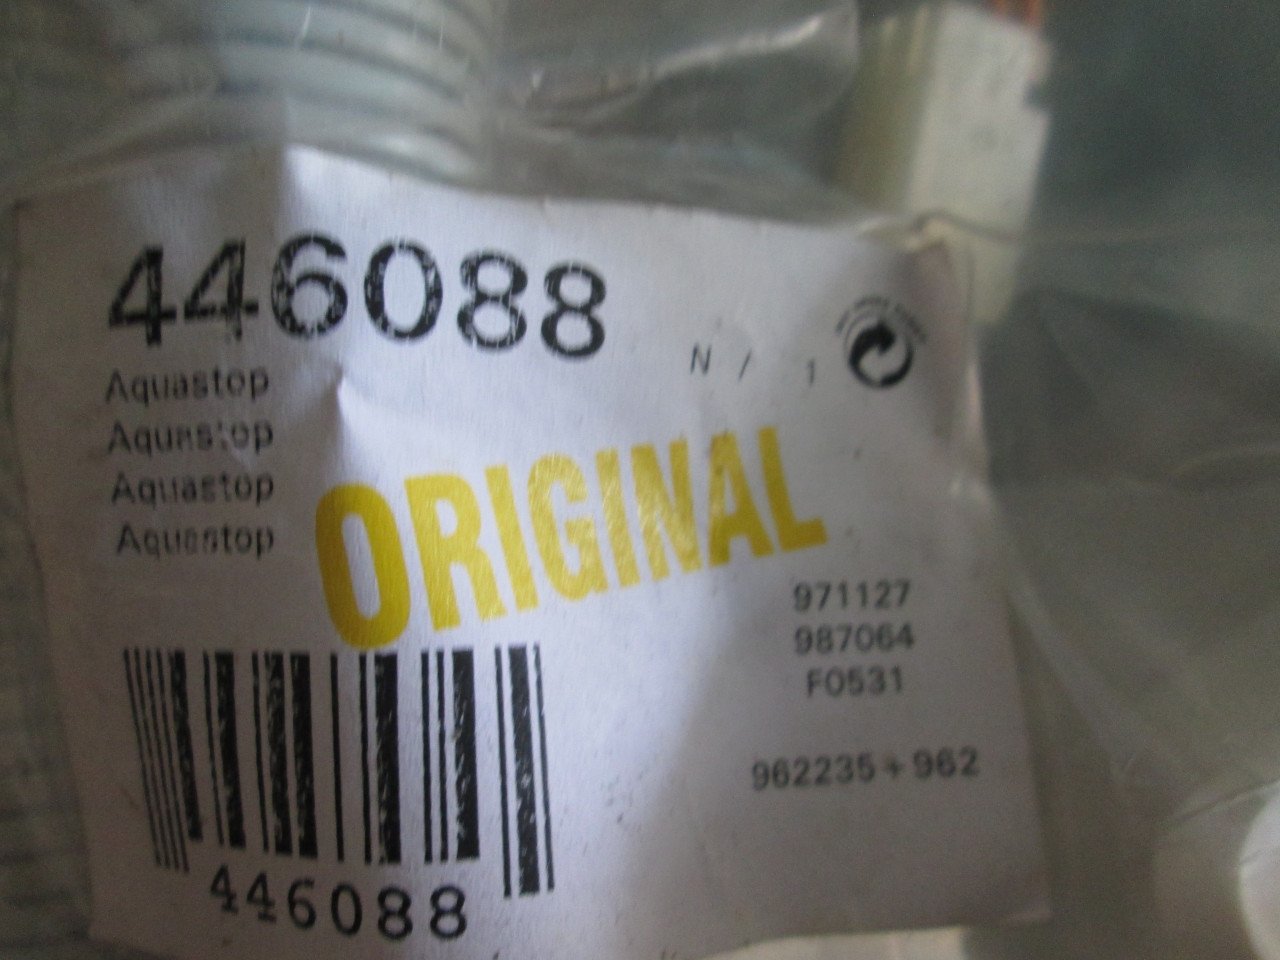 446088
N / 1
Aquastop
Aquastop
Aquastop
Aquastop
ORIGINAL
971127
987064
F0531
962235+962
446088